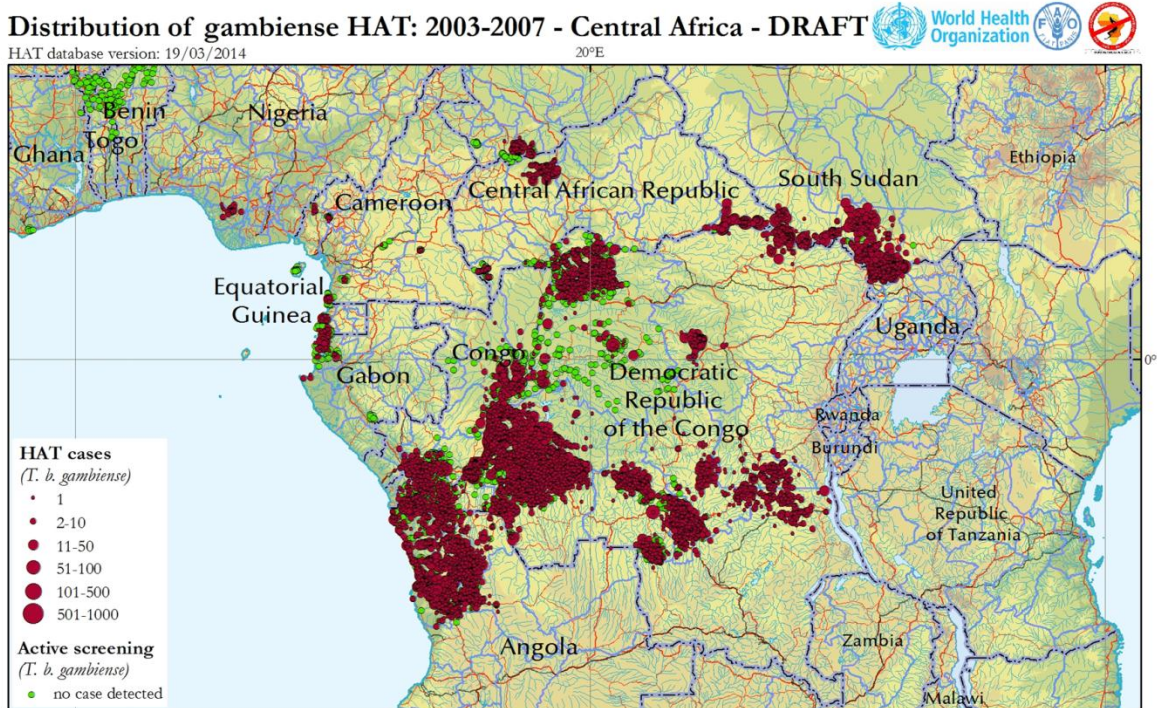 Distribution of gambiense HAT: 2003-2007 - Central Africa - DRAFT
World Health
Organization
FAO
HAT database version: 19/03/2014
20°E
Benin
Nigeria
Togo
Ghana
Ethiopia
Cameroon
Central African Republic
South Sudan
Equatorial
Guinea
Uganda
Congo
0°
Gabon
Democratic
Republic
of the Congo
Rwanda
Burundi
United
Republic
of Tanzania
HAT cases
(T. b. gambiense)
1
2-10
11-50
51-100
101-500
501-1000
Active screening
(T. b. gambiense)
no case detected
Angola
Zambia
Malawi